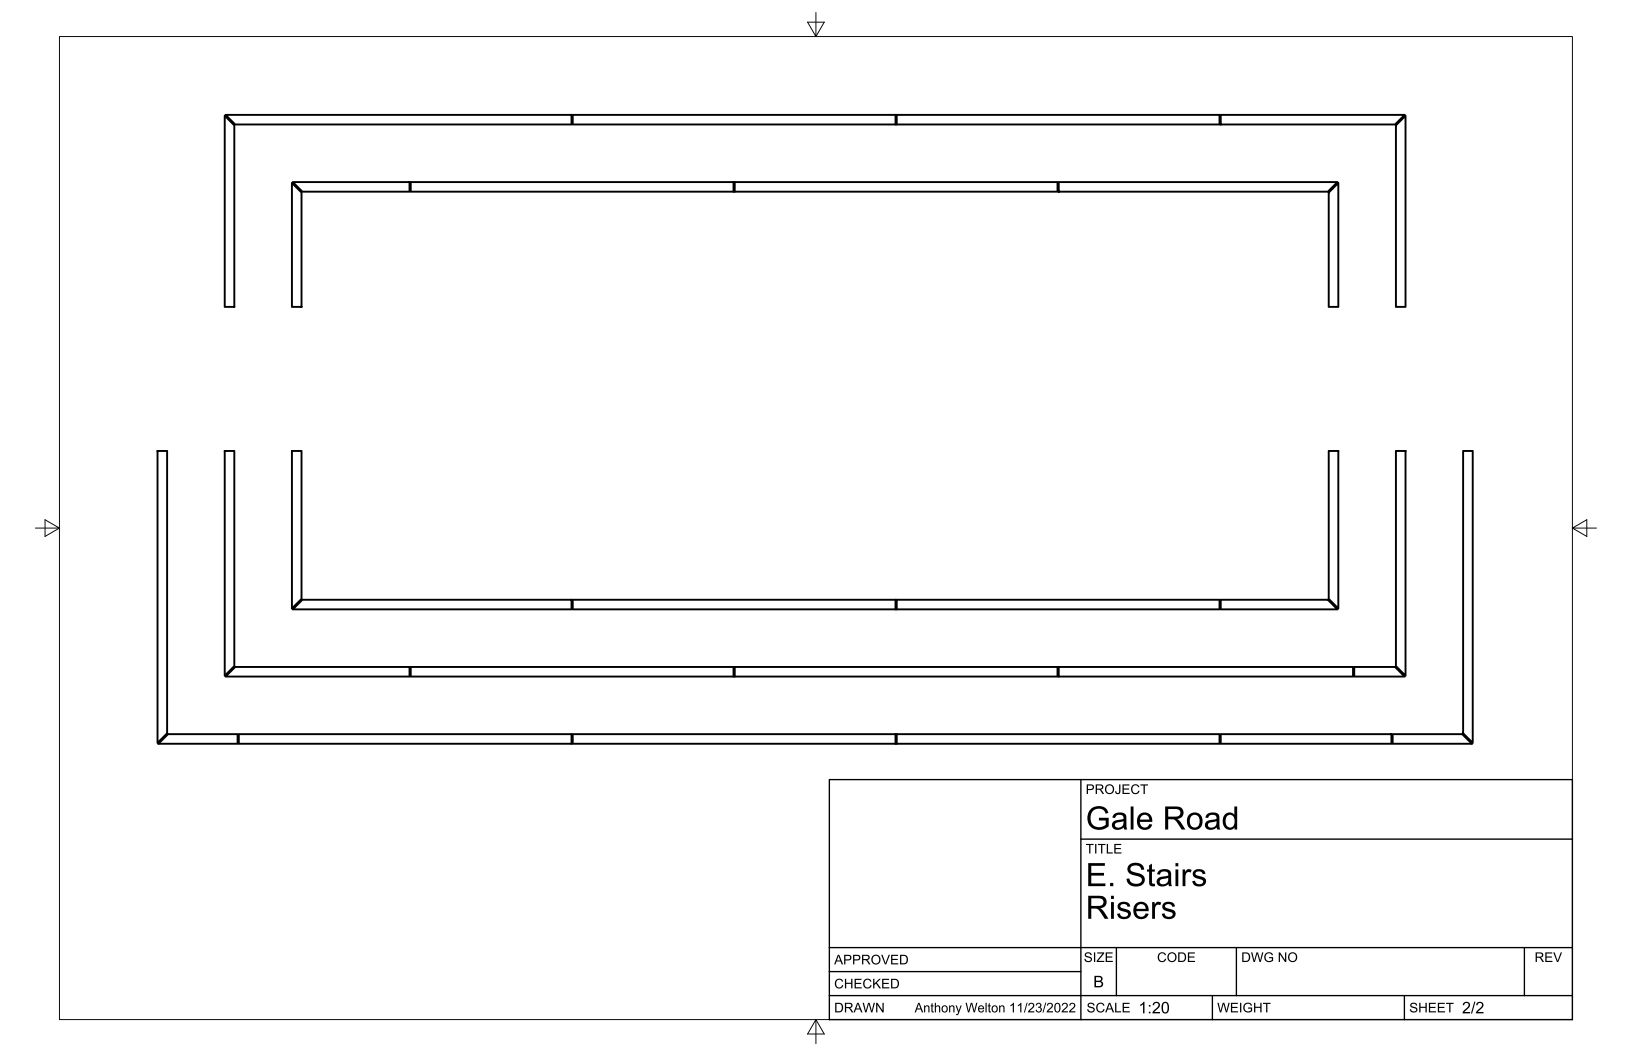 PROJECT
Gale Road
TITLE
E. Stairs
Risers
APPROVED
SIZE CODE DWG NO REV
CHECKED
B
DRAWN Anthony Welton 11/23/2022 SCALE 1:20 WEIGHT SHEET 2/2